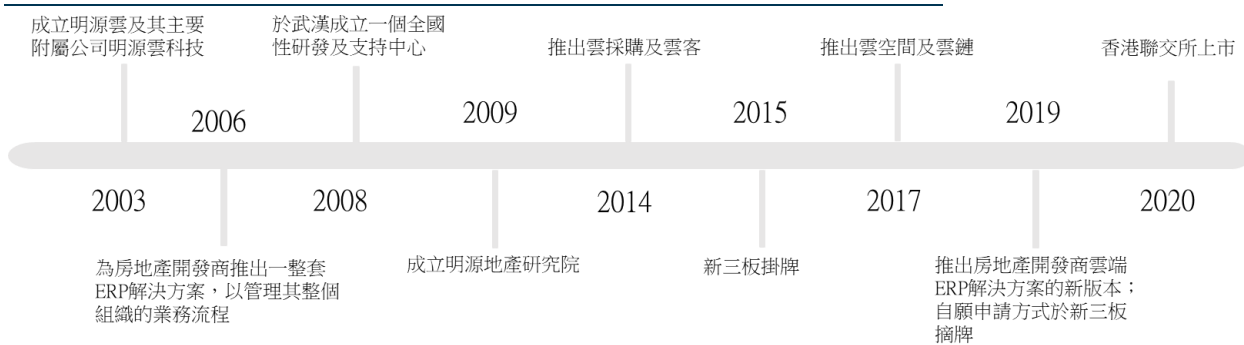 成立明源雲及其主要
附屬公司明源雲科技
於武漢成立一個全國
性研發及支持中心
推出雲採購及雲客
推出雲空間及雲鏈
香港聯交所上市
2006
2009
2015
2019
2003
2008
2014
2017
2020
為房地產開發商推出一整套
ERP解決方案，以管理其整個
組織的業務流程
成立明源地產研究院
新三板掛牌
推出房地產開發商雲端
ERP解決方案的新版本；
自願申請方式於新三板
摘牌